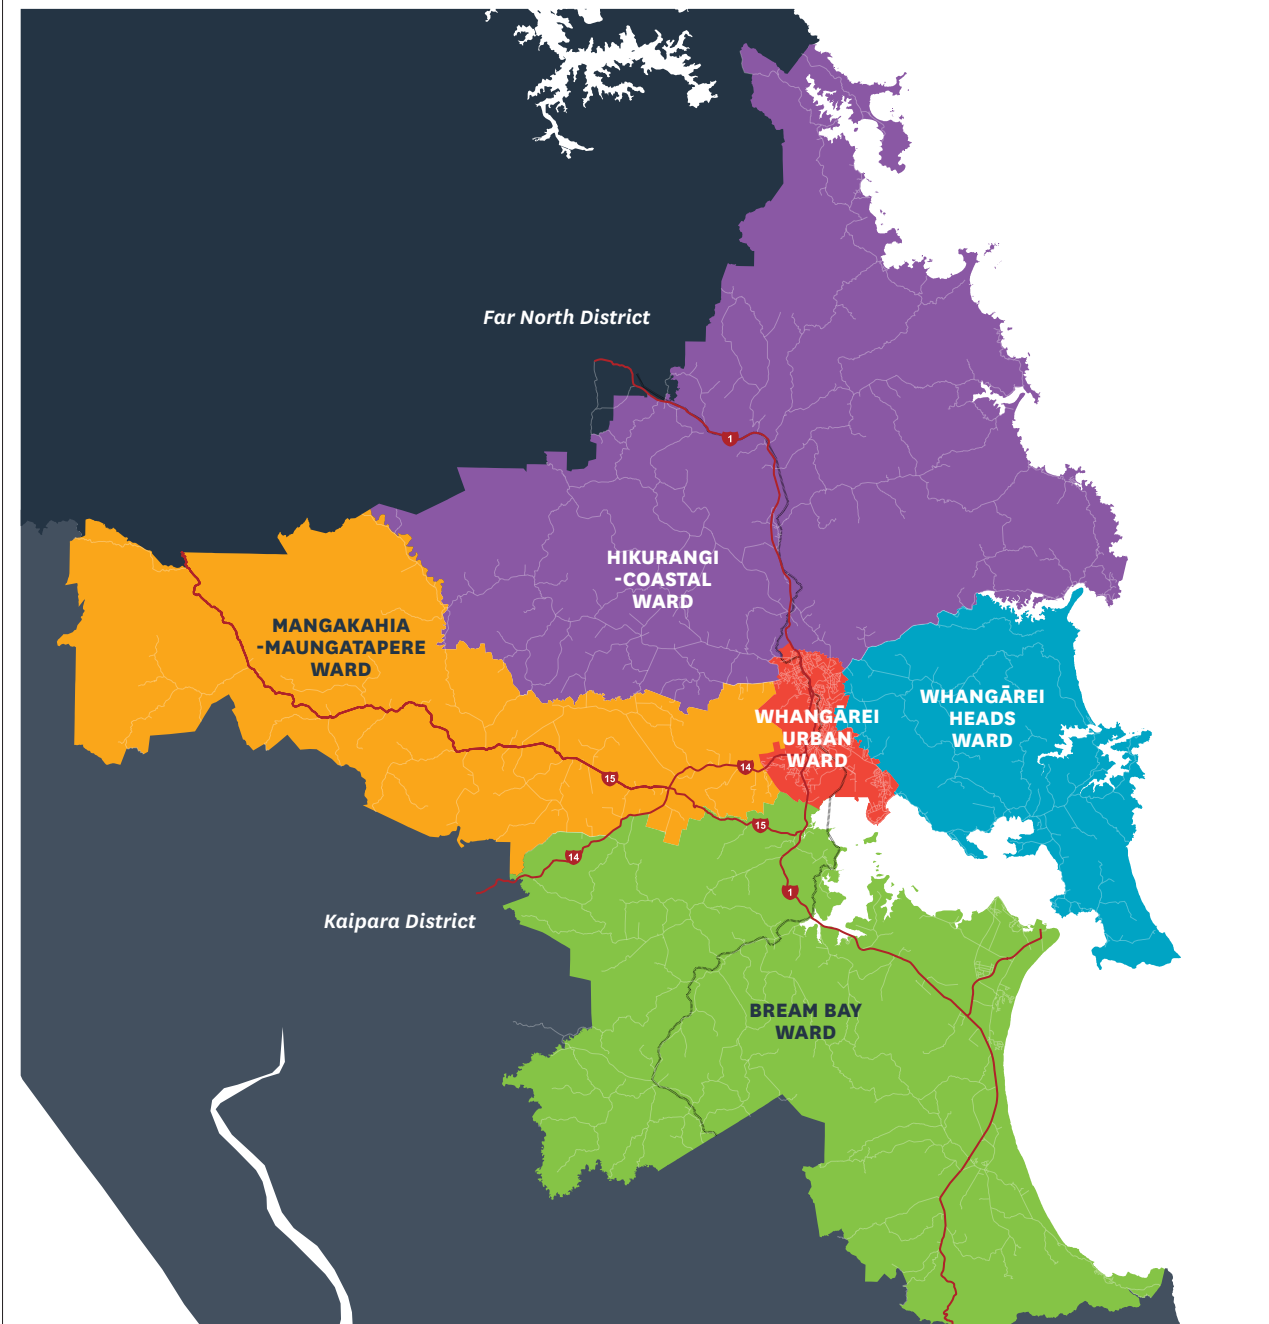 Far North District
1
HIKURANGI
-COASTAL
WARD
MANGAKAHIA
-MAUNGATAPERE
WARD
WHANGĀREI
HEADS
WARD
WHANGĀREI
URBAN
WARD
14
15
15
14
1
Kaipara District
BREAM BAY
WARD